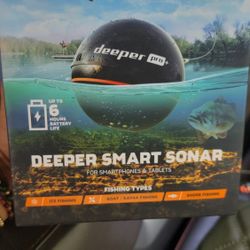 deeper pro+
UP TO
6
HOURS
BATTERY
LIFE
DEEPER SMART SONAR
FOR SMARTPHONES & TABLETS
FISHING TYPES
ICE FISHING
BOAT / KAYAK FISHING
SHORE FISHING